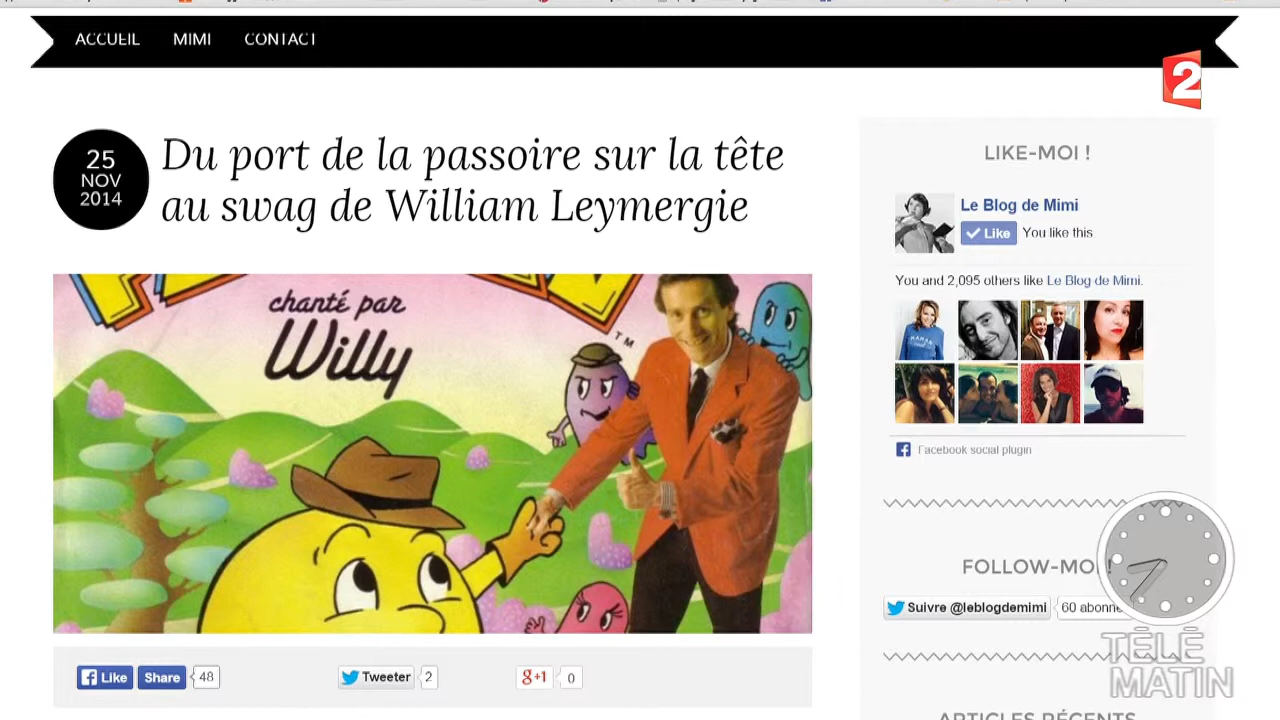 ACCUEIL MIMI CONTACT
2
25
NOV
2014
Du port de la passoire sur la tête
au swag de William Leymergie
chanté par
Willy
TM
48
Like Share
Tweeter 2
g+1 0
LIKE-MOI !
Le Blog de Mimi
Like You like this
You and 2,095 others like Le Blog de Mimi.
Facebook social plugin
FOLLOW-MOI !
Suivre @leblogdemimi 60 abonné
TÉLÉ
MATIN
ARTICLES RÉCENTS